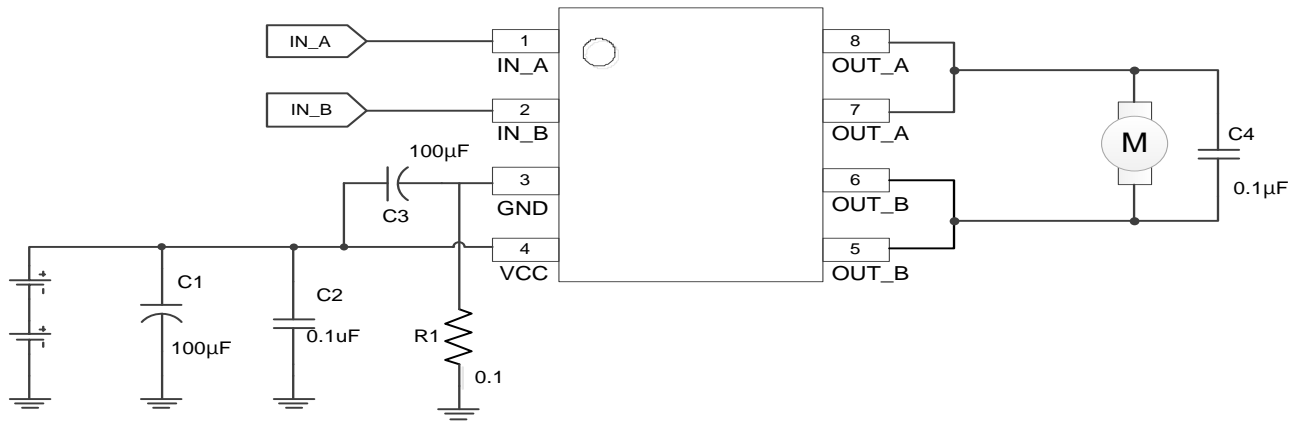 IN_A
1
IN_A
8
OUT_A
IN_B
2
IN_B
7
OUT_A
100µF
C3
3
GND
6
OUT_B
4
VCC
5
OUT_B
M
C4
0.1µF
+
-
+
-
C1
100µF
C2
0.1uF
R1
0.1